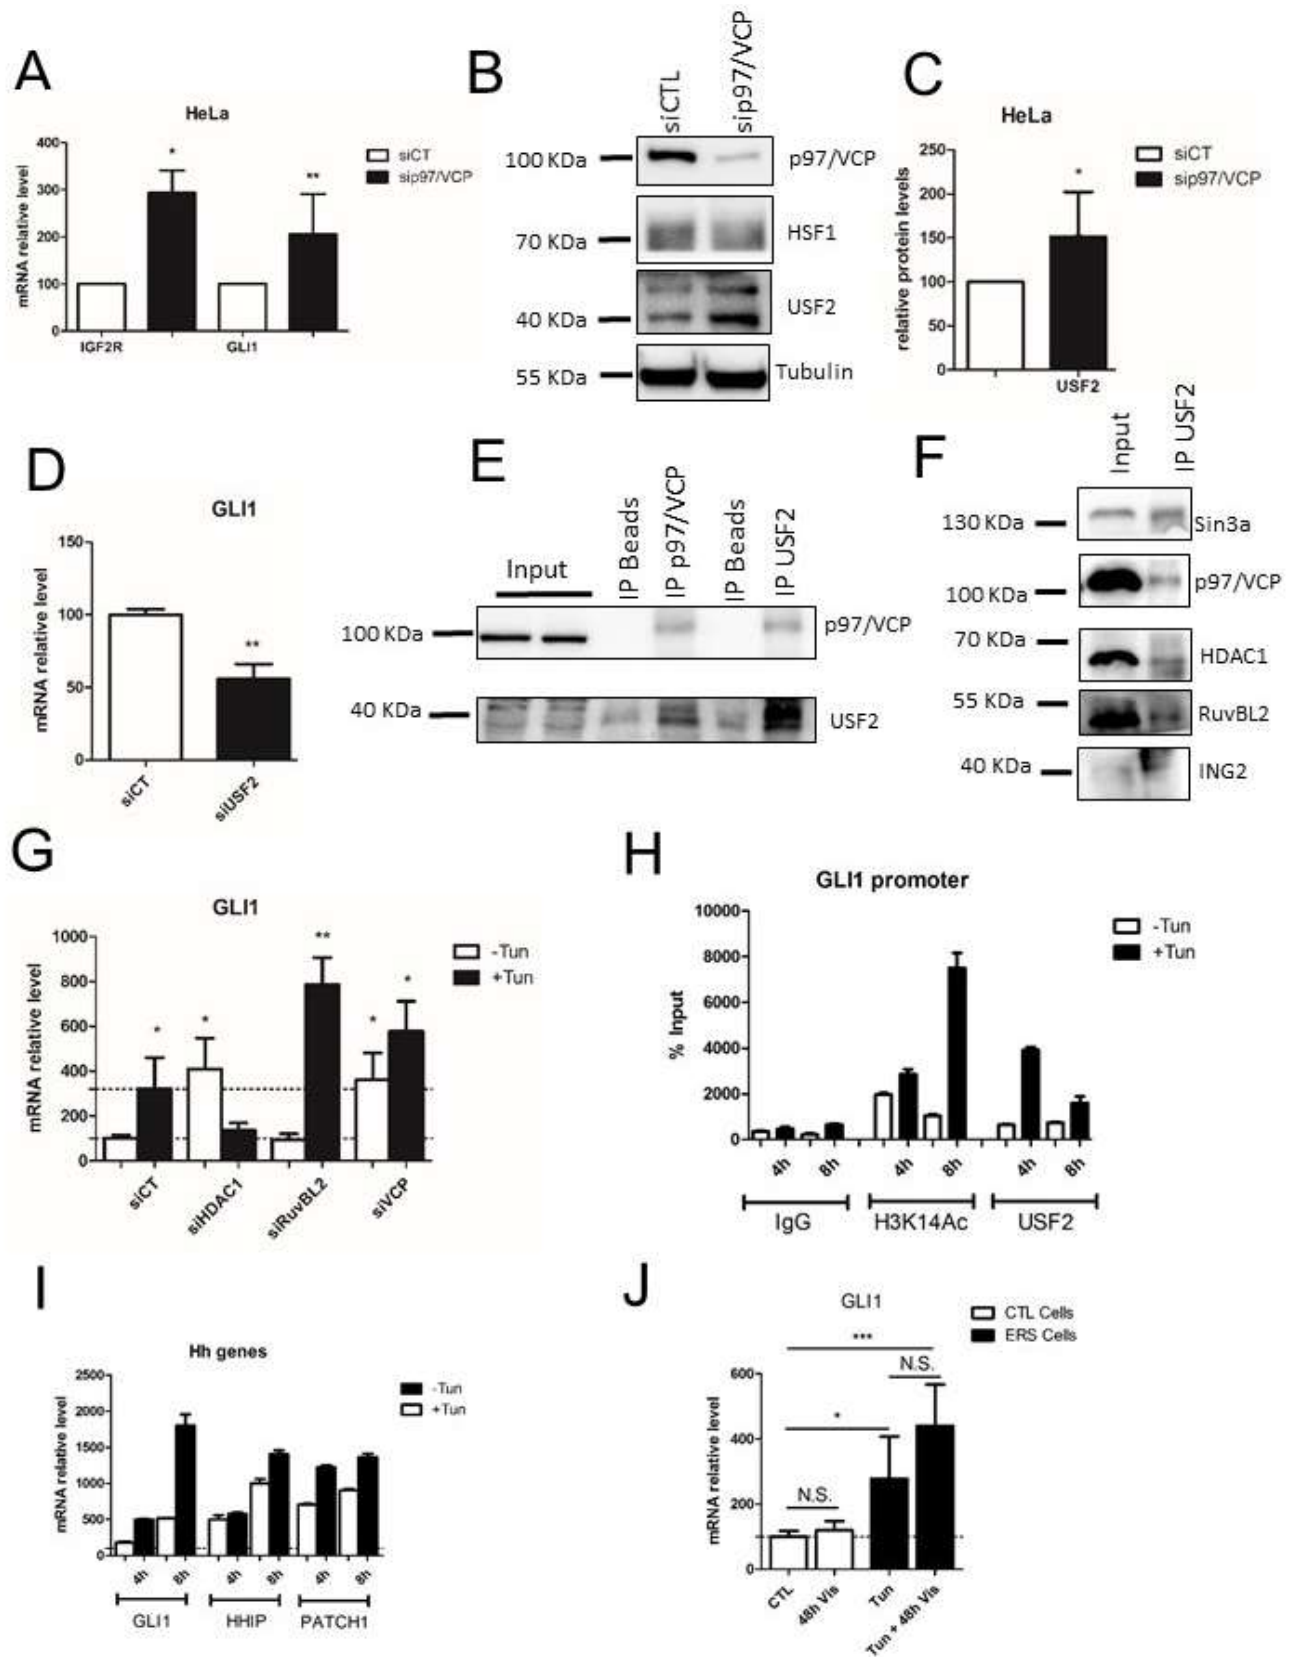 A
HeLa
mRNA relative level
400
300
200
100
0
*
**
IGF2R
GLI1
siCT
sip97/VCP
B
siCTL
sip97/VCP
100 KDa
p97/VCP
70 KDa
HSF1
40 KDa
USF2
55 KDa
Tubulin
C
HeLa
relative protein levels
250
200
150
100
50
0
*
USF2
siCT
sip97/VCP
D
GLI1
mRNA relative level
150
100
50
0
**
siCT
siUSF2
E
Input
IP Beads
IP p97/VCP
IP Beads
IP USF2
100 KDa
p97/VCP
40 KDa
USF2
F
Input
IP USF2
130 KDa
Sin3a
100 KDa
p97/VCP
70 KDa
HDAC1
55 KDa
RuvBL2
40 KDa
ING2
G
GLI1
mRNA relative level
1000
800
600
400
200
0
*
*
**
*
*
siCT
siHDAC1
siRuvBL2
siVCP
-Tun
+Tun
H
GLI1 promoter
% Input
10000
8000
6000
4000
2000
0
4h
8h
4h
8h
4h
8h
IgG
H3K14Ac
USF2
-Tun
+Tun
I
Hh genes
mRNA relative level
2500
2000
1500
1000
500
0
4h
8h
4h
8h
4h
8h
GLI1
HHIP
PATCH1
-Tun
+Tun
J
GLI1
mRNA relative level
600
400
200
0
***
N.S.
*
N.S.
CTL
48h Vis
Tun
Tun + 48h Vis
CTL Cells
ERS Cells